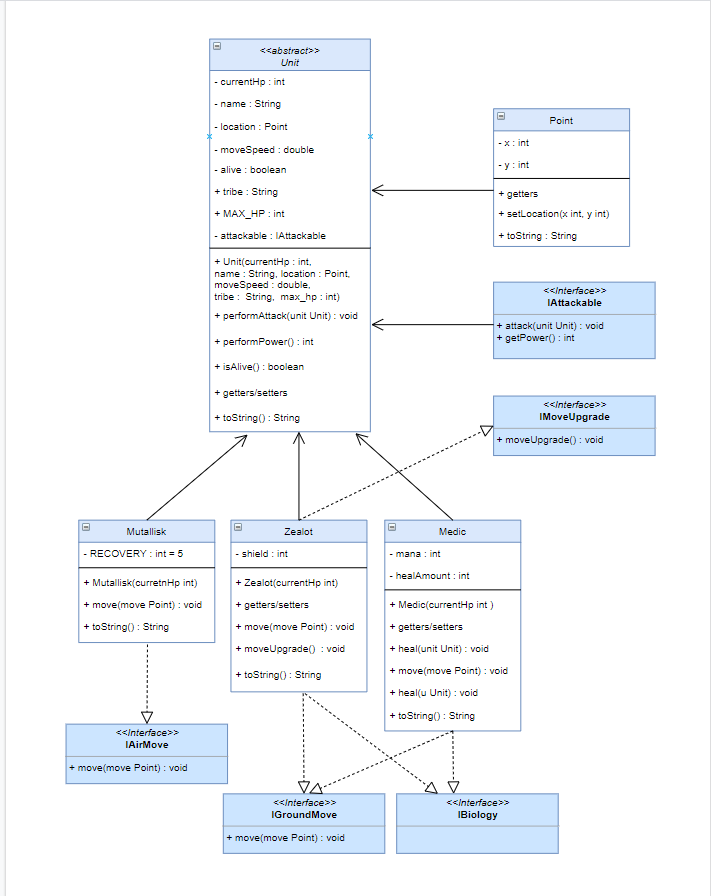 <<abstract>>
Unit
- currentHp : int
- name : String
- location : Point
- moveSpeed : double
- alive : boolean
+ tribe : String
+ MAX_HP : int
- attackable : IAttackable
+ Unit(currentHp : int,
name : String, location : Point,
moveSpeed : double,
tribe : String, max_hp : int)
+ performAttack(unit Unit) : void
+ performPower() : int
+ isAlive() : boolean
+ getters/setters
+ toString() : String
Point
- x : int
- y : int
+ getters
+ setLocation(x int, y int)
+ toString : String
<<Interface>>
IAttackable
+ attack(unit Unit) : void
+ getPower() : int
<<Interface>>
IMoveUpgrade
+ moveUpgrade() : void
Mutallisk
- RECOVERY : int = 5
+ Mutallisk(curretnHp int)
+ move(move Point) : void
+ toString() : String
Zealot
- shield : int
+ Zealot(currentHp int)
+ getters/setters
+ move(move Point) : void
+ moveUpgrade() : void
+ toString() : String
Medic
- mana : int
- healAmount : int
+ Medic(currentHp int )
+ getters/setters
+ heal(unit Unit) : void
+ move(move Point) : void
+ heal(u Unit) : void
+ toString() : String
<<Interface>>
IAirMove
+ move(move Point) : void
<<Interface>>
IGroundMove
+ move(move Point) : void
<<Interface>>
IBiology